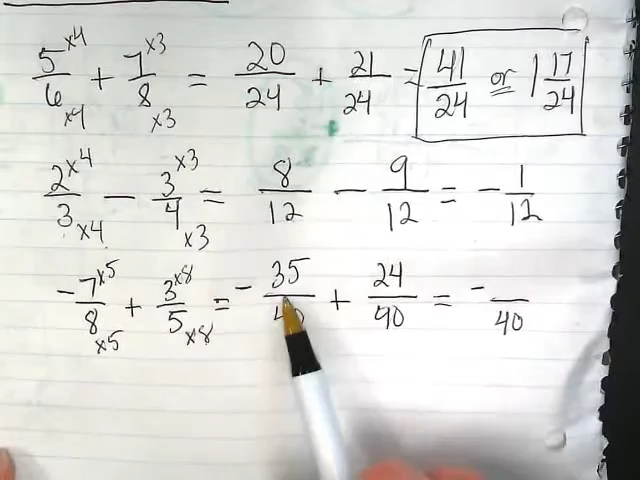 5/6 ×4 ×4 + 7/8 ×3 ×3 = 20/24 + 21/24 = 41/24 or 1 17/24
2/3 ×4 ×4 − 3/4 ×3 ×3 = 8/12 − 9/12 = − 1/12
− 7/8 ×5 ×5 + 3/5 ×8 ×8 = − 35/40 + 24/40 = − /40